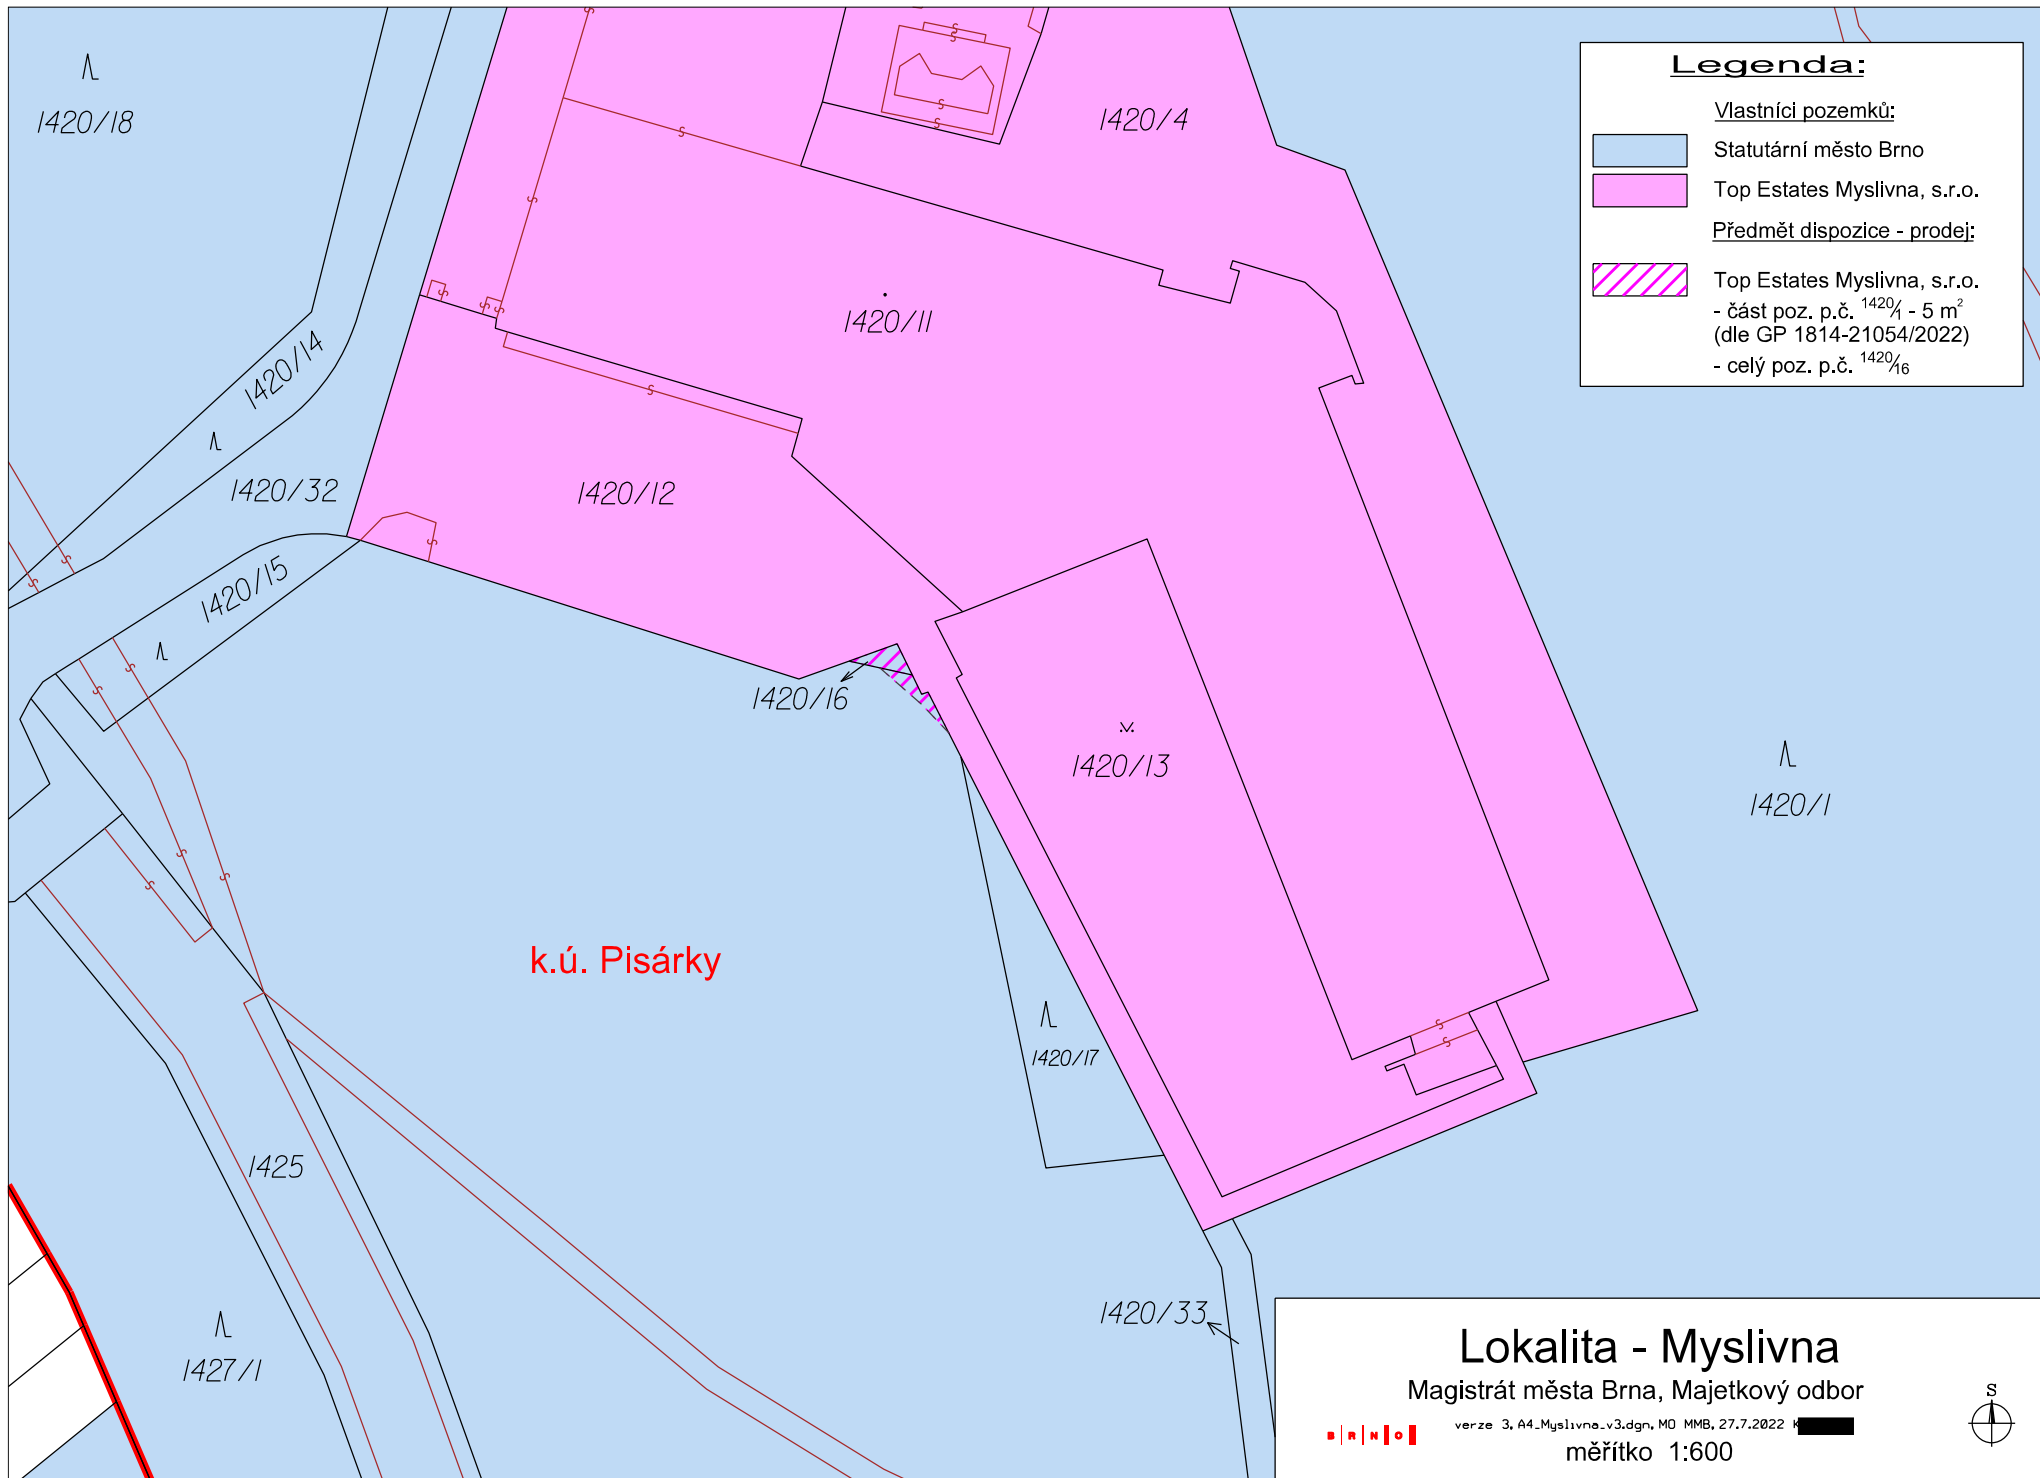 Legenda:
Vlastníci pozemků:
Statutární město Brno
Top Estates Myslivna, s.r.o.
Předmět dispozice - prodej:
Top Estates Myslivna, s.r.o.
- část poz. p.č. 1420/1 - 5 m²
(dle GP 1814-21054/2022)
- celý poz. p.č. 1420/16
1420/18
1420/4
1420/11
1420/14
1420/32
1420/12
1420/15
1420/16
1420/13
1420/1
k.ú. Pisárky
1420/17
1425
1420/33
1427/1
Lokalita - Myslivna
Magistrát města Brna, Majetkový odbor
verze 3, A4_Myslivna_v3.dgn, MO MMB, 27.7.2022
BRNO
měřítko 1:600
S